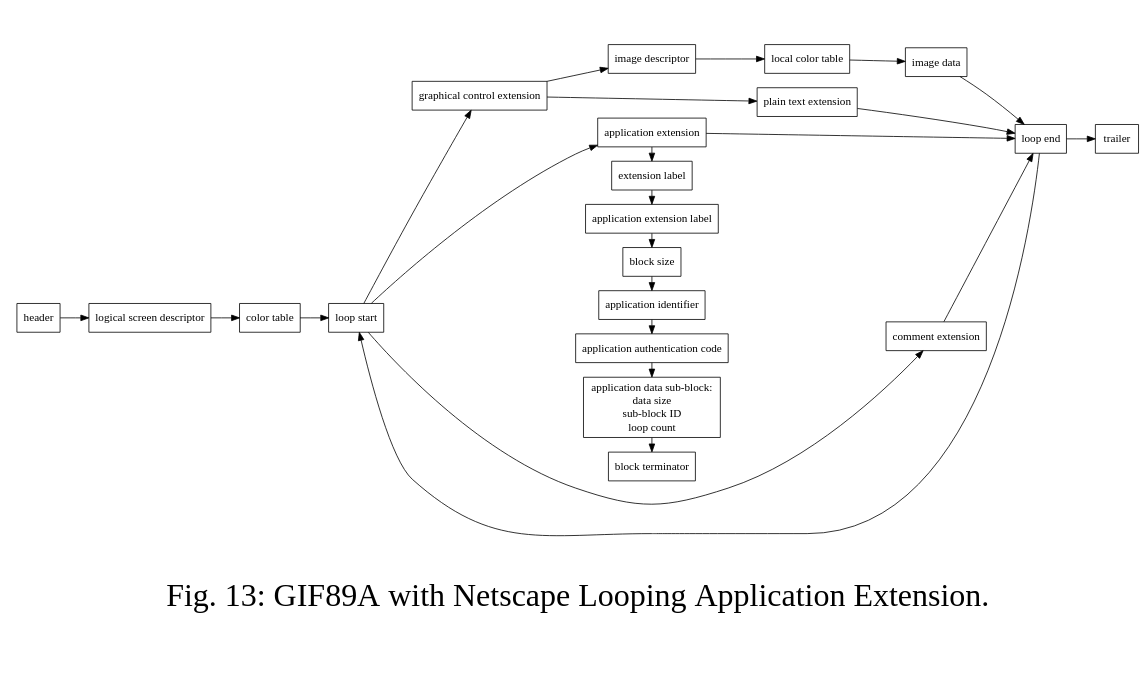 image descriptor
local color table
image data
graphical control extension
plain text extension
application extension
loop end
trailer
extension label
application extension label
block size
application identifier
header
logical screen descriptor
color table
loop start
comment extension
application authentication code
application data sub-block:
data size
sub-block ID
loop count
block terminator
Fig. 13: GIF89A with Netscape Looping Application Extension.